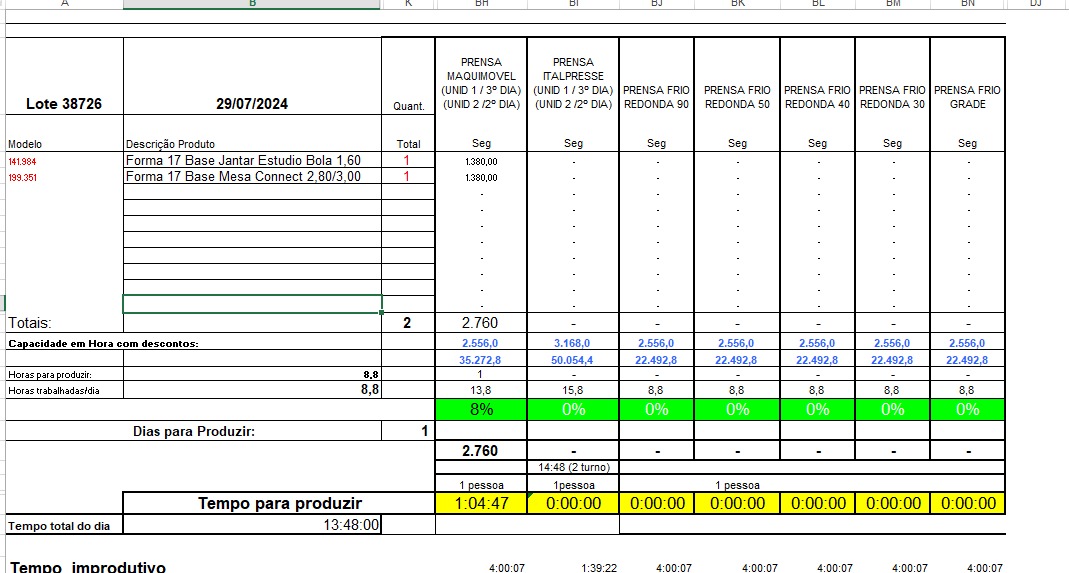 A B K BH BI BJ BK BL BM BN DJ
PRENSA MAQUIMOVEL (UNID 1 / 3º DIA) (UNID 2 /2º DIA)
PRENSA ITALPRESSE (UNID 1 / 3º DIA) (UNID 2 /2º DIA)
PRENSA FRIO REDONDA 90
PRENSA FRIO REDONDA 50
PRENSA FRIO REDONDA 40
PRENSA FRIO REDONDA 30
PRENSA FRIO GRADE
Lote 38726 29/07/2024 Quant.
Modelo Descrição Produto Total Seg Seg Seg Seg Seg Seg Seg
141.984 Forma 17 Base Jantar Estudio Bola 1,60 1 1.380,00 - - - - - -
199.351 Forma 17 Base Mesa Connect 2,80/3,00 1 1.380,00 - - - - - -
- - - - - - -
- - - - - - -
- - - - - - -
- - - - - - -
- - - - - - -
- - - - - - -
- - - - - - -
- - - - - - -
Totais: 2 2.760 - - - - - -
Capacidade em Hora com descontos: 2.556,0 3.168,0 2.556,0 2.556,0 2.556,0 2.556,0 2.556,0
35.272,8 50.054,4 22.492,8 22.492,8 22.492,8 22.492,8 22.492,8
Horas para produzir: 8,8 1 - - - - - -
Horas trabalhadas/dia 8,8 13,8 15,8 8,8 8,8 8,8 8,8 8,8
8% 0% 0% 0% 0% 0% 0%
Dias para Produzir: 1
2.760 - - - - - -
14:48 (2 turno)
1 pessoa 1pessoa 1 pessoa
Tempo para produzir 1:04:47 0:00:00 0:00:00 0:00:00 0:00:00 0:00:00 0:00:00
Tempo total do dia 13:48:00
Tempo improdutivo 4:00:07 1:39:22 4:00:07 4:00:07 4:00:07 4:00:07 4:00:07